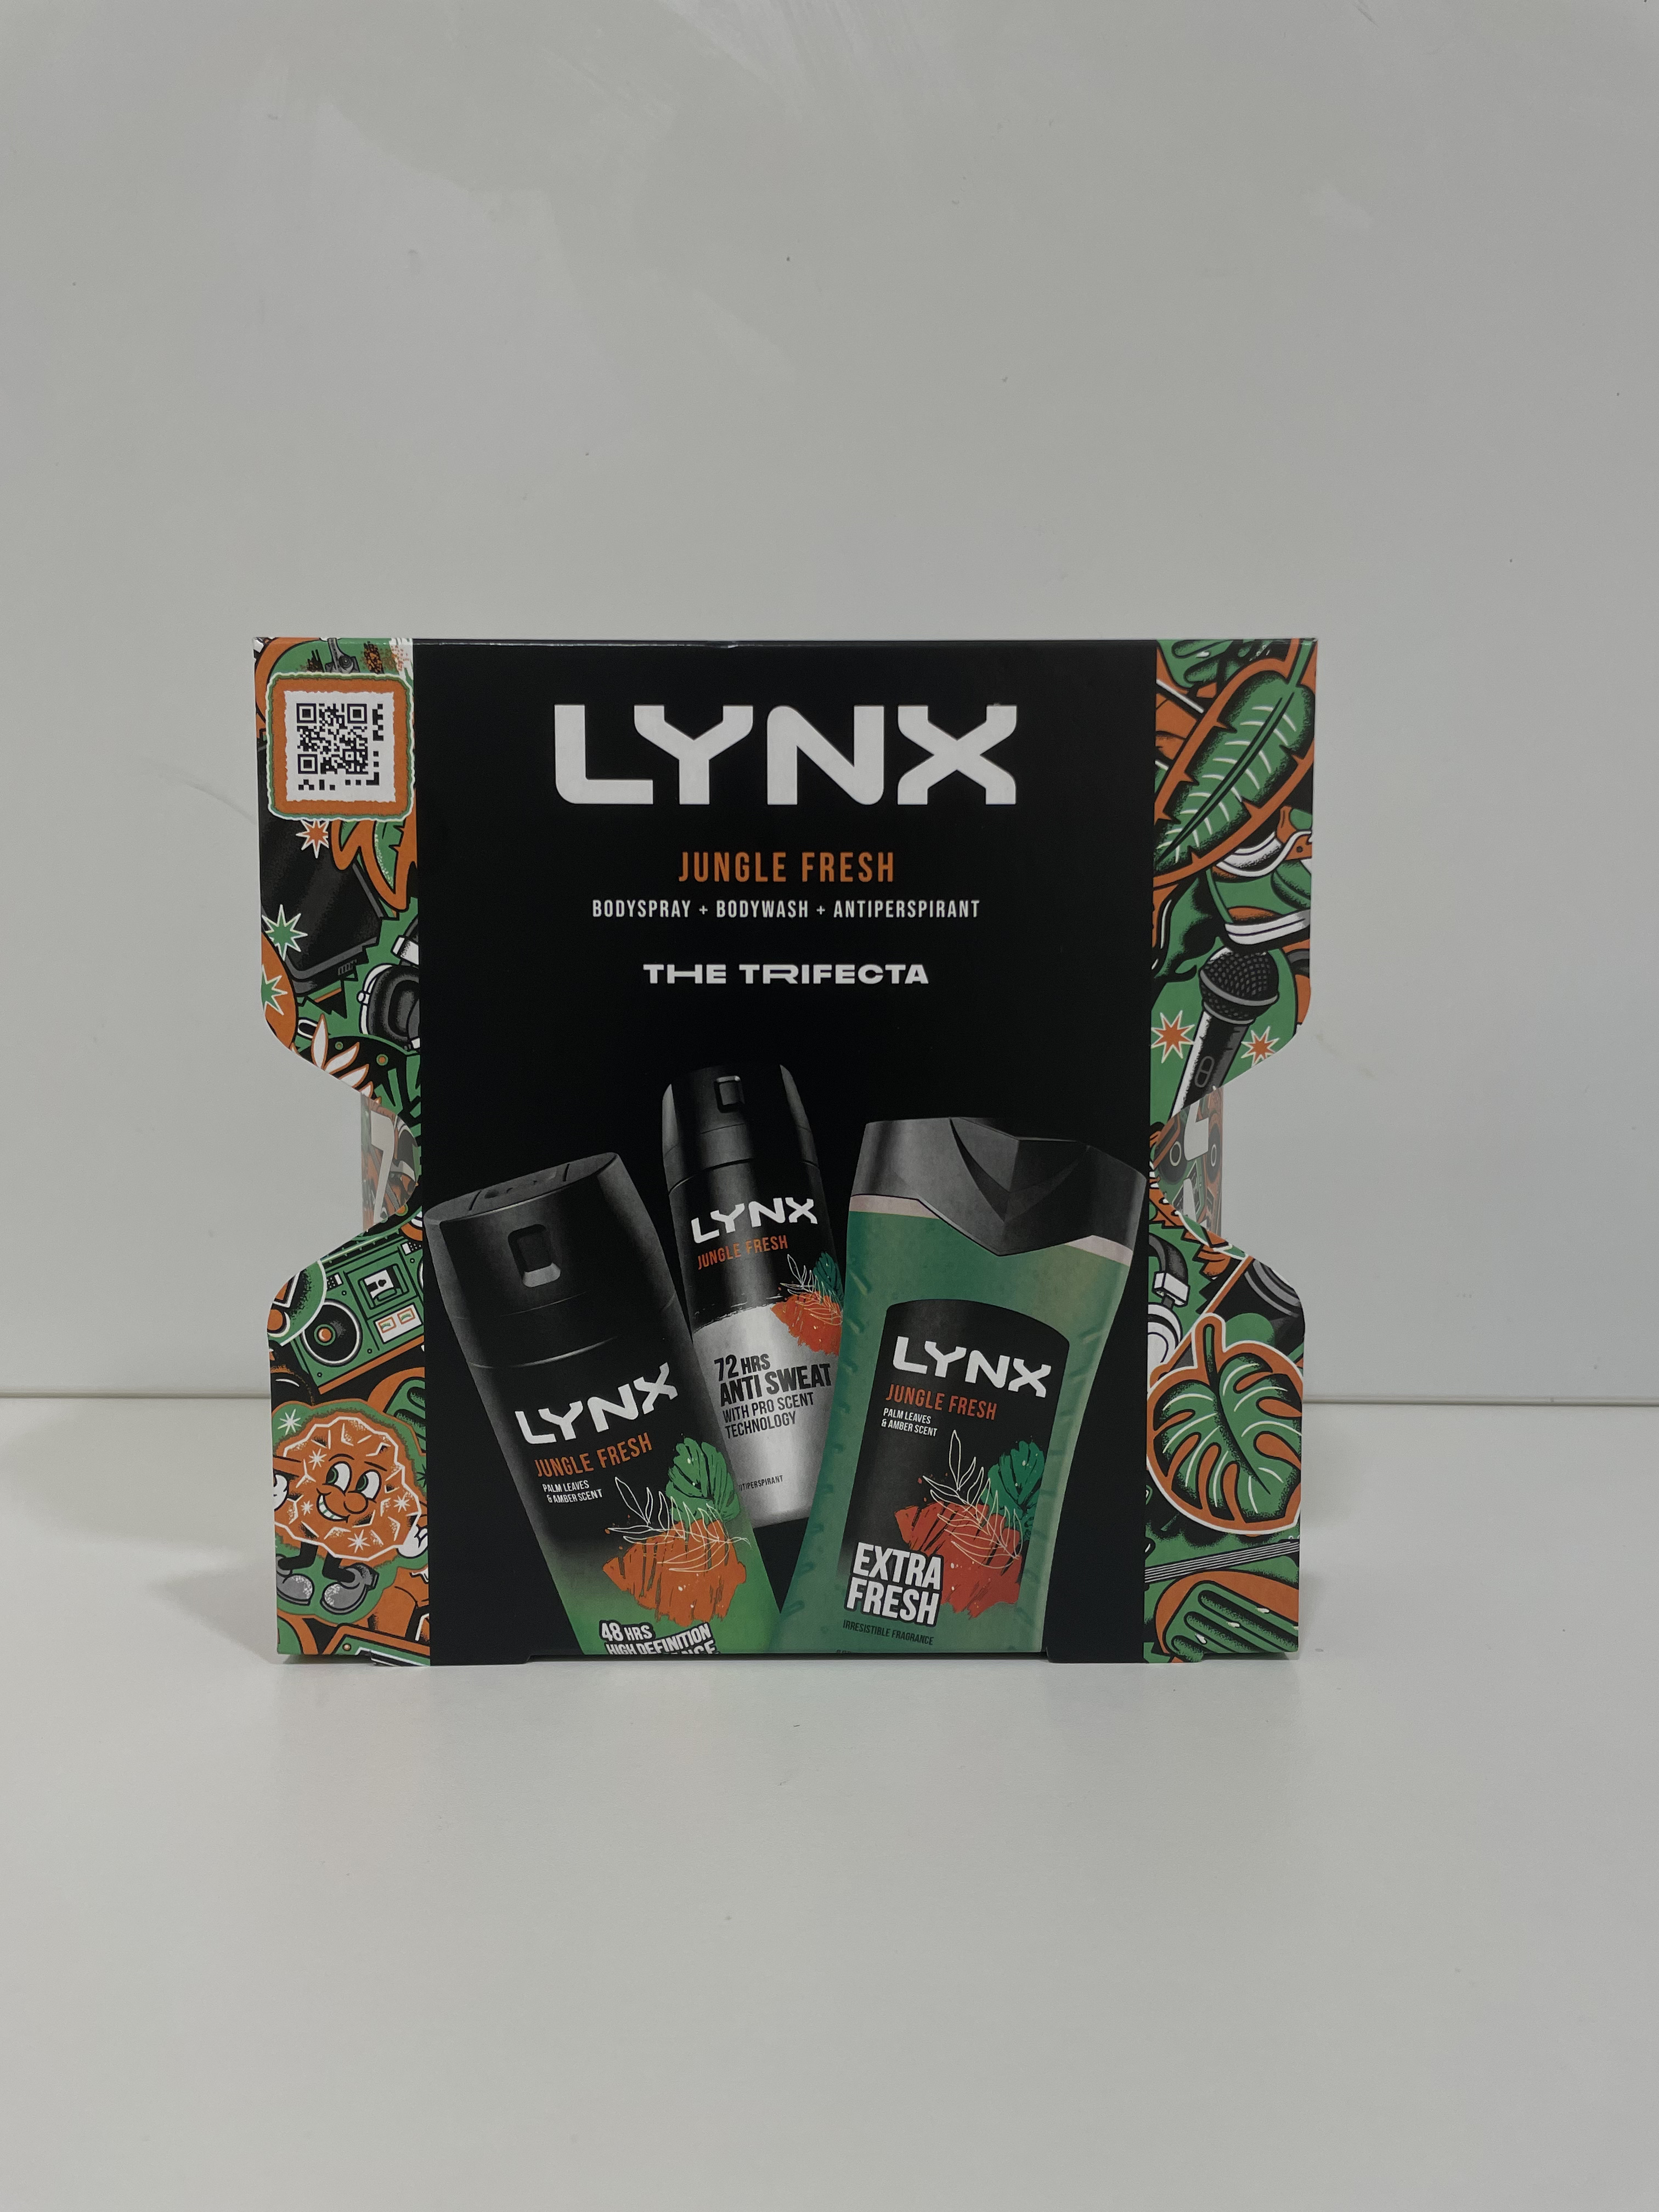 LYNX
JUNGLE FRESH
BODYSPRAY + BODYWASH + ANTIPERSPIRANT
THE TRIFECTA
LYNX
JUNGLE FRESH
72 HRS
ANTI SWEAT
WITH PRO SCENT
TECHNOLOGY
LYNX
JUNGLE FRESH
PALM LEAVES
& AMBER SCENT
48 HRS
HIGH DEFINITION
LYNX
JUNGLE FRESH
PALM LEAVES
& AMBER SCENT
EXTRA
FRESH
IRRESISTIBLE FRAGRANCE